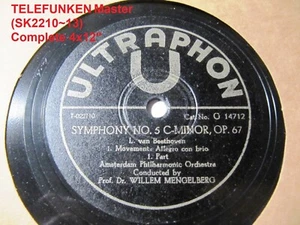 TELEFUNKEN Master
(SK2210~13)
Complete 4x12"
ULTRAPHON
U
T-022110 Cat.No. G 14712
SYMPHONY NO. 5 C-MINOR, OP. 67
L. van Beethoven
1. Movement: Allegro con brio
1. Part
Amsterdam Philharmonic Orchestra
Conducted by
Prof. Dr. WILLEM MENGELBERG